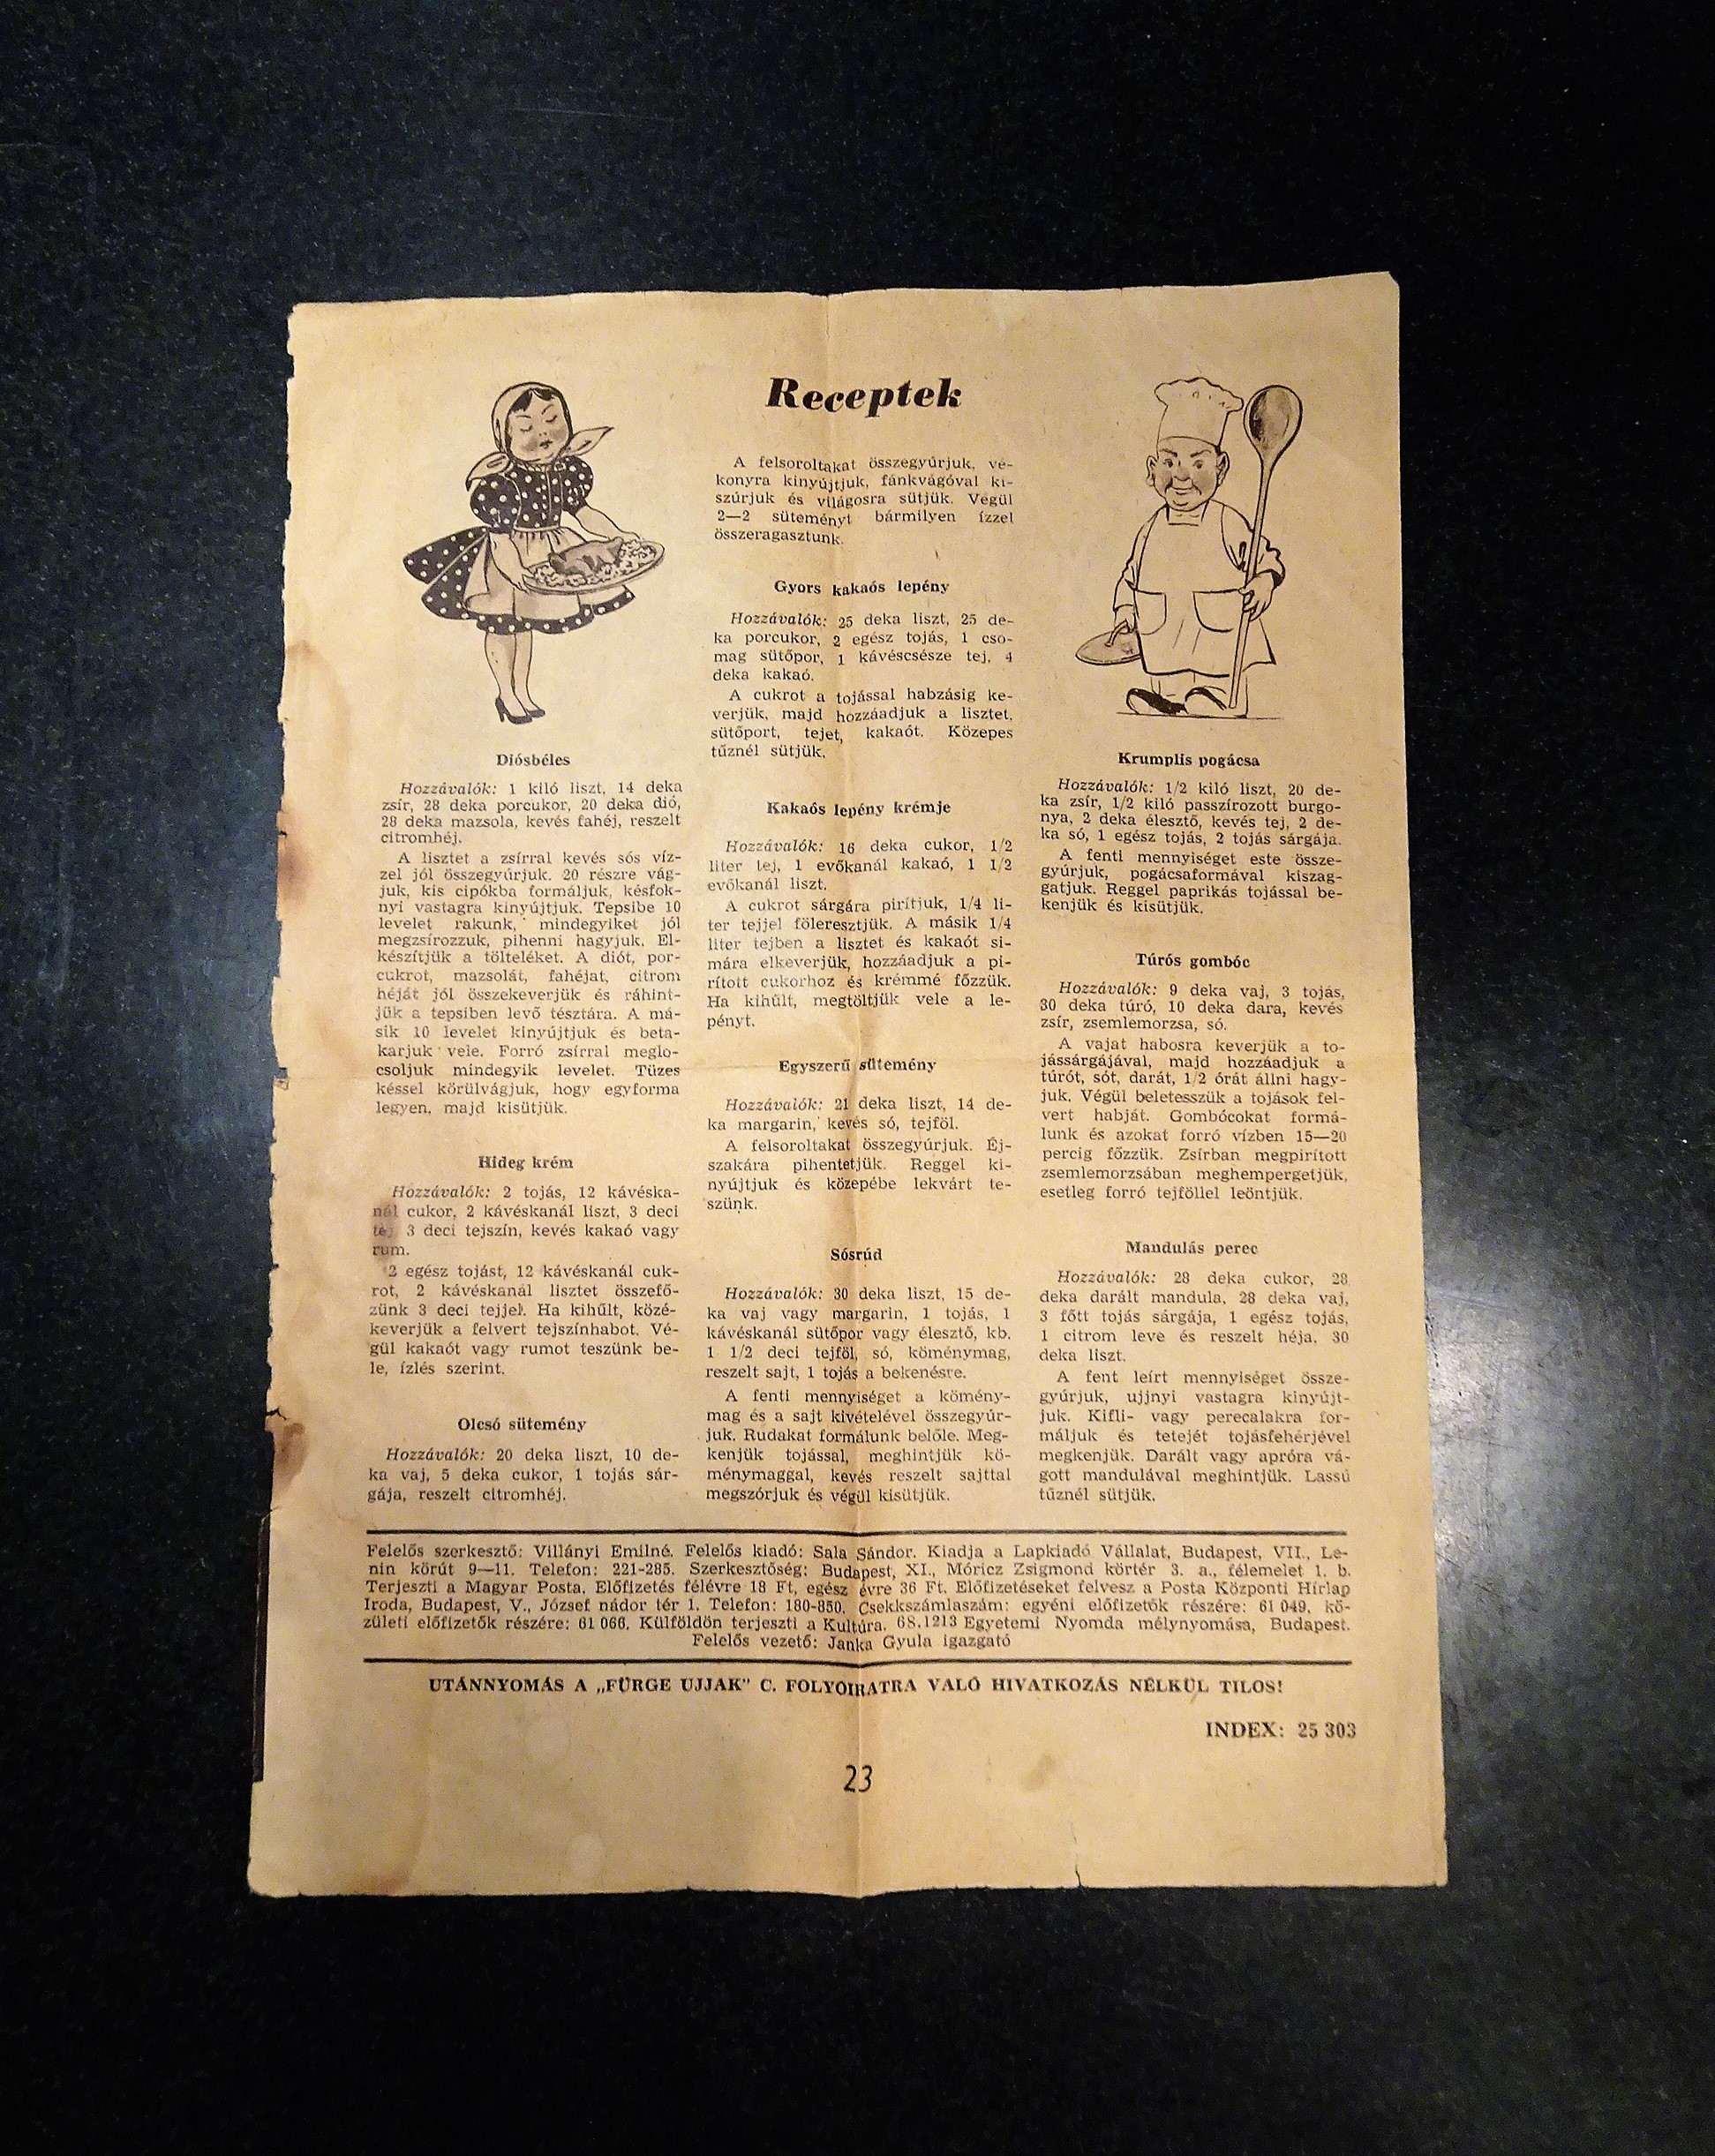 Receptek
Diósbéles
Hozzávalók: 1 kiló liszt, 14 deka
zsír, 28 deka porcukor, 20 deka dió,
28 deka mazsola, kevés fahéj, reszelt
citromhéj.
A lisztet a zsírral kevés sós víz-
zel jól összegyúrjuk. 20 részre vág-
juk, kis cipókba formáljuk, késfok-
nyi vastagra kinyújtjuk. Tepsibe 10
levelet rakunk, mindegyiket jól
megzsírozzuk, pihenni hagyjuk. El-
készítjük a tölteléket. A diót, por-
cukrot, mazsolát, fahéjat, citrom
héját jól összekeverjük és ráhint-
jük a tepsiben levő tésztára. A má-
sik 10 levelet kinyújtjuk és beta-
karjuk vele. Forró zsírral meglo-
csoljuk mindegyik levelet. Tüzes
késsel körülvágjuk, hogy egyforma
legyen, majd kisütjük.
Hideg krém
Hozzávalók: 2 tojás, 12 kávéska-
nál cukor, 2 kávéskanál liszt, 3 deci
tej 3 deci tejszín, kevés kakaó vagy
rum.
2 egész tojást, 12 kávéskanál cuk-
rot, 2 kávéskanál lisztet összefő-
zünk 3 deci tejjel. Ha kihűlt, közé-
keverjük a felvert tejszínhabot. Vé-
gül kakaót vagy rumot teszünk be-
le, ízlés szerint.
Olcsó sütemény
Hozzávalók: 20 deka liszt, 10 de-
ka vaj, 5 deka cukor, 1 tojás sár-
gája, reszelt citromhéj.
A felsoroltakat összegyúrjuk, vé-
konyra kinyújtjuk, fánkvágóval ki-
szúrjuk és világosra sütjük. Végül
2—2 süteményt bármilyen ízzel
összeragasztunk.
Gyors kakaós lepény
Hozzávalók: 25 deka liszt, 25 de-
ka porcukor, 2 egész tojás, 1 cso-
mag sütőpor, 1 kávéscsésze tej, 4
deka kakaó.
A cukrot a tojással habzásig ke-
verjük, majd hozzáadjuk a lisztet,
sütőport, tejet, kakaót. Közepes
tűznél sütjük.
Kakaós lepény krémje
Hozzávalók: 16 deka cukor, 1/2
liter tej, 1 evőkanál kakaó, 1 1/2
evőkanál liszt.
A cukrot sárgára pirítjuk, 1/4 li-
ter tejjel föleresztjük. A másik 1/4
liter tejben a lisztet és kakaót si-
mára elkeverjük, hozzáadjuk a pi-
rított cukorhoz és krémmé főzzük.
Ha kihűlt, megtöltjük vele a le-
pényt.
Egyszerű sütemény
Hozzávalók: 21 deka liszt, 14 de-
ka margarin, kevés só, tejföl.
A felsoroltakat összegyúrjuk. Éj-
szakára pihentetjük. Reggel ki-
nyújtjuk és közepébe lekvárt te-
szünk.
Sósrúd
Hozzávalók: 30 deka liszt, 15 de-
ka vaj vagy margarin, 1 tojás, 1
kávéskanál sütőpor vagy élesztő, kb.
1 1/2 deci tejföl, só, köménymag,
reszelt sajt, 1 tojás a bekenésre.
A fenti mennyiséget a kömény-
mag és a sajt kivételével összegyúr-
juk. Rudakat formálunk belőle. Meg-
kenjük tojással, meghintjük kö-
ménymaggal, kevés reszelt sajttal
megszórjuk és végül kisütjük.
Krumplis pogácsa
Hozzávalók: 1/2 kiló liszt, 20 de-
ka zsír, 1/2 kiló passzírozott burgo-
nya, 2 deka élesztő, kevés tej, 2 de-
ka só, 1 egész tojás, 2 tojás sárgája.
A fenti mennyiséget este össze-
gyúrjuk, pogácsaformával kiszag-
gatjuk. Reggel paprikás tojással be-
kenjük és kisütjük.
Túrós gombóc
Hozzávalók: 9 deka vaj, 3 tojás,
30 deka túró, 10 deka dara, kevés
zsír, zsemlemorzsa, só.
A vajat habosra keverjük a to-
jássárgájával, majd hozzáadjuk a
túrót, sót, darát, 1/2 órát állni hagy-
juk. Végül beletesszük a tojások fel-
vert habját. Gombócokat formá-
lunk és azokat forró vízben 15—20
percig főzzük. Zsírban megpirított
zsemlemorzsában meghempergetjük,
esetleg forró tejföllel leöntjük.
Mandulás perec
Hozzávalók: 28 deka cukor, 28
deka darált mandula, 28 deka vaj,
3 főtt tojás sárgája, 1 egész tojás,
1 citrom leve és reszelt héja, 30
deka liszt.
A fent leírt mennyiséget össze-
gyúrjuk, ujjnyi vastagra kinyújt-
juk. Kifli- vagy perecalakra for-
máljuk és tetejét tojásfehérjével
megkenjük. Darált vagy apróra vá-
gott mandulával meghintjük. Lassú
tűznél sütjük.
Felelős szerkesztő: Villányi Emilné. Felelős kiadó: Sala Sándor. Kiadja a Lapkiadó Vállalat, Budapest, VII., Le-
nin körút 9—11. Telefon: 221-285. Szerkesztőség: Budapest, XI., Móricz Zsigmond körtér 3. a., félemelet 1. b.
Terjeszti a Magyar Posta. Előfizetés félévre 18 Ft, egész évre 36 Ft. Előfizetéseket felvesz a Posta Központi Hírlap
Iroda, Budapest, V., József nádor tér 1. Telefon: 180-850. Csekkszámlaszám: egyéni előfizetők részére: 61 049, kö-
zületi előfizetők részére: 61 066. Külföldön terjeszti a Kultúra. 68.1213 Egyetemi Nyomda mélynyomása, Budapest.
Felelős vezető: Janka Gyula igazgató
UTÁNNYOMÁS A „FÜRGE UJJAK" C. FOLYÓIRATRA VALÓ HIVATKOZÁS NÉLKÜL TILOS!
INDEX: 25 303
23